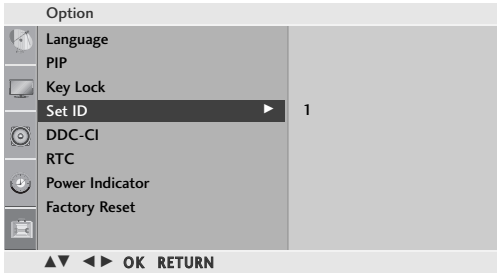 Option
Language
PIP
Key Lock
Set ID ► 1
DDC-CI
RTC
Power Indicator
Factory Reset
▲▼ ◄► OK RETURN